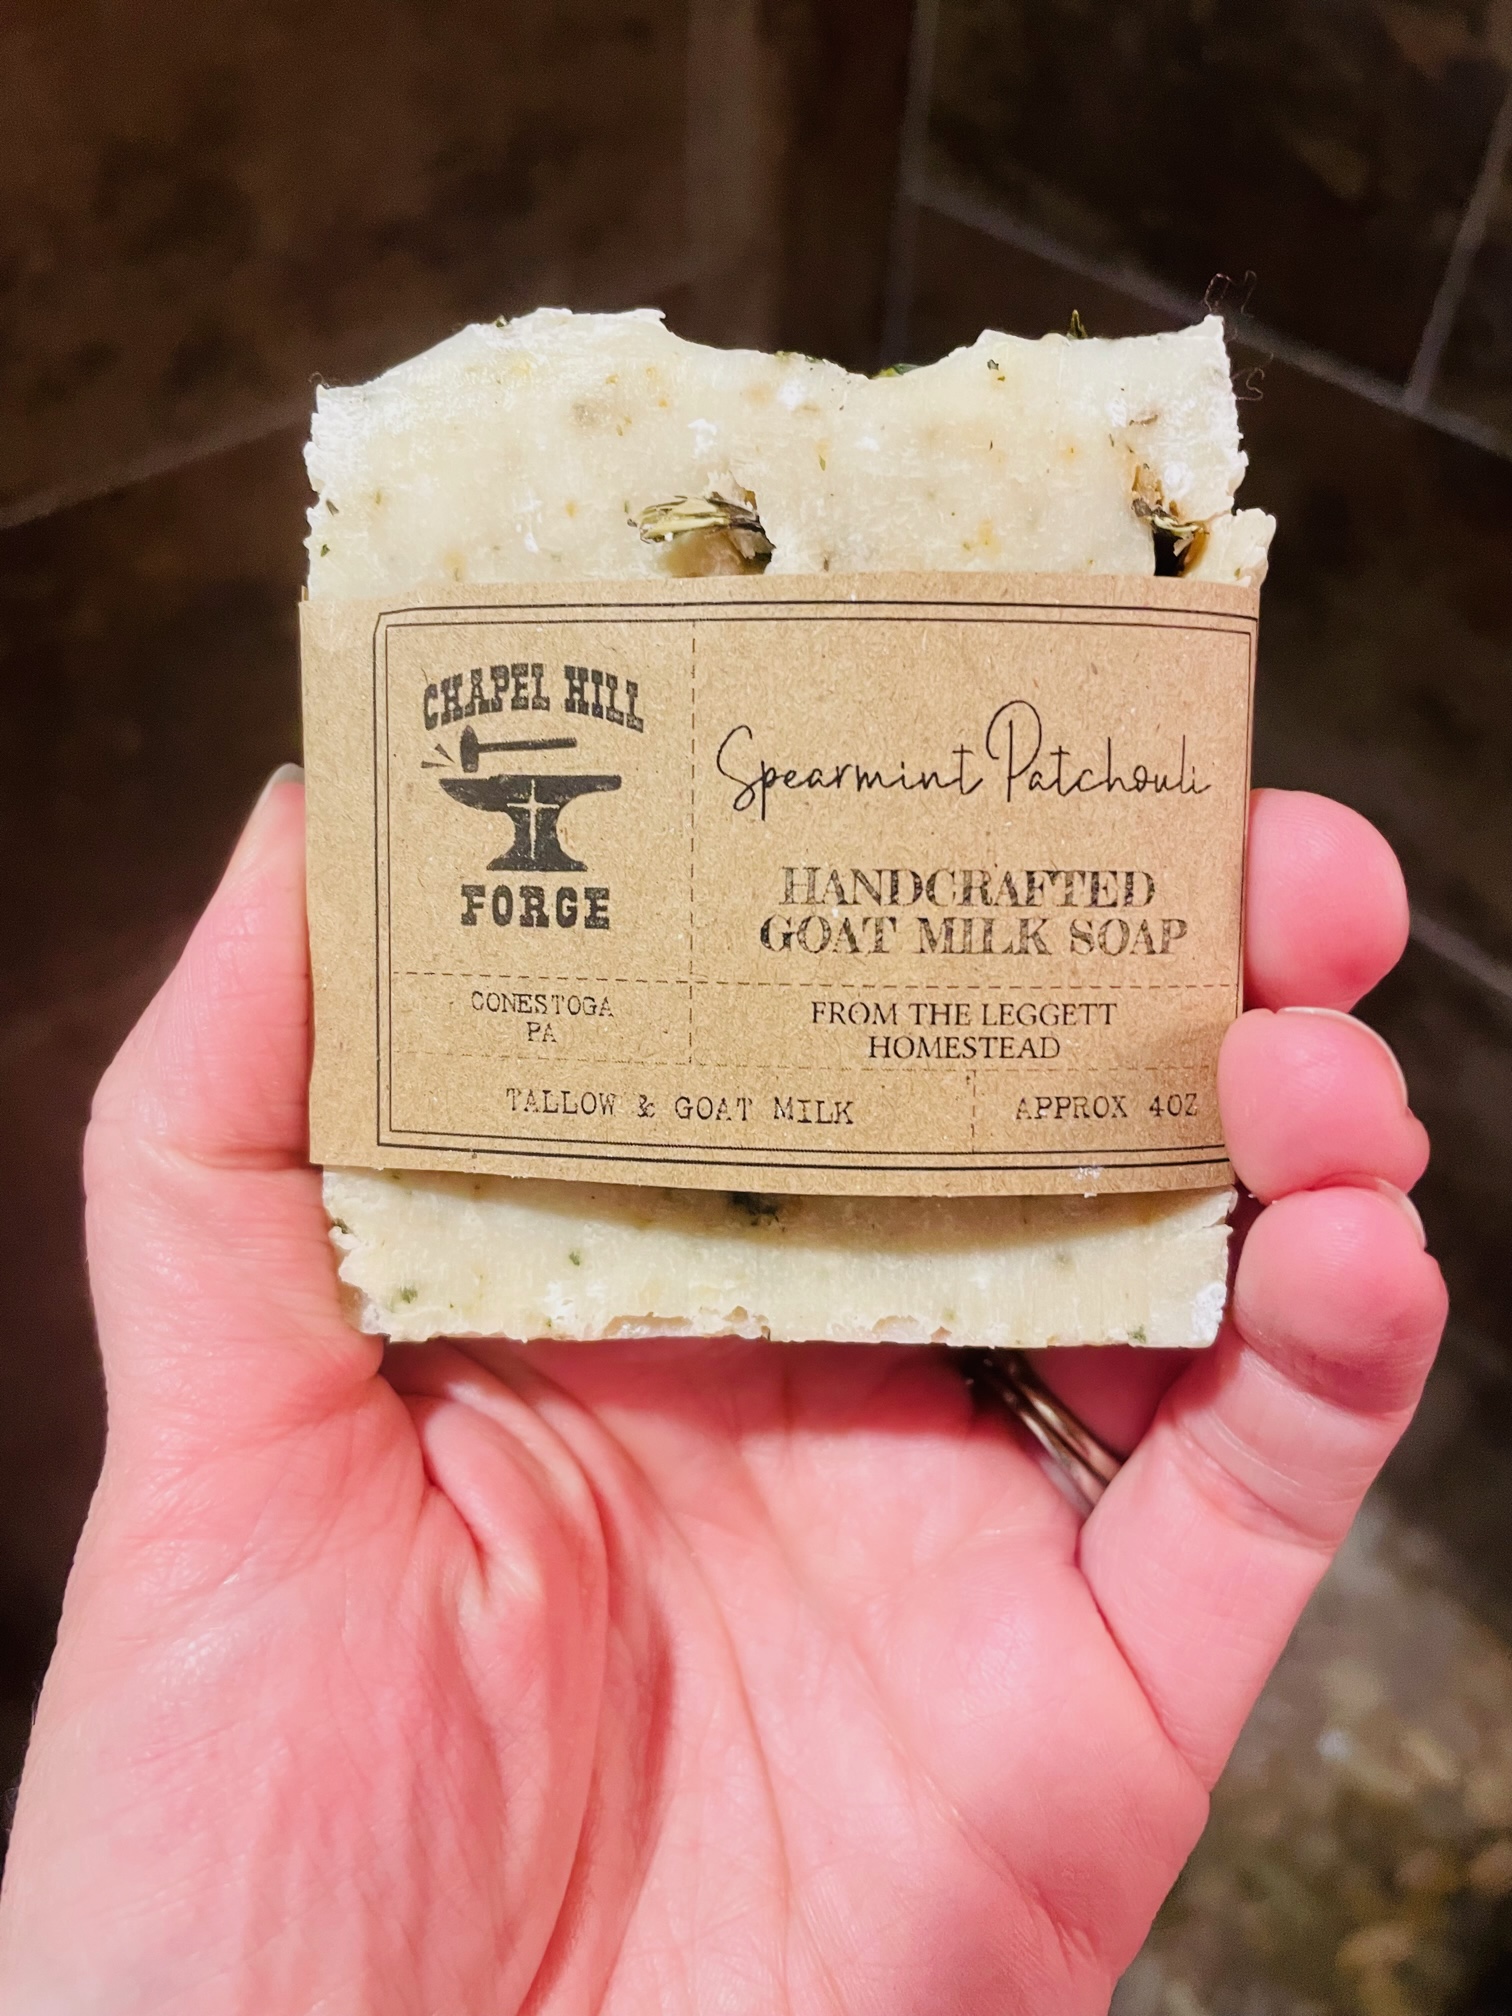 CHAPEL HILL
FORGE
Spearmint Patchouli
HANDCRAFTED
GOAT MILK SOAP
CONESTOGA
PA
FROM THE LEGGETT
HOMESTEAD
TALLOW & GOAT MILK
APPROX 4OZ